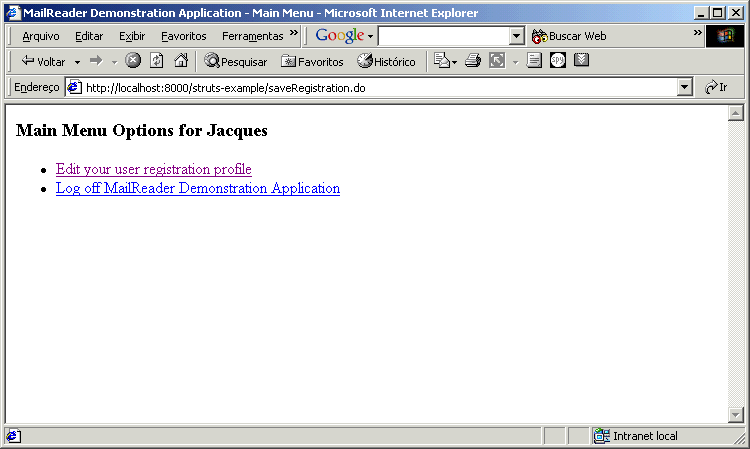 MailReader Demonstration Application - Main Menu - Microsoft Internet Explorer
Arquivo Editar Exibir Favoritos Ferramentas » Google Buscar Web »
Voltar Pesquisar Favoritos Histórico spy
Endereço http://localhost:8000/struts-example/saveRegistration.do Ir
Main Menu Options for Jacques
Edit your user registration profile
Log off MailReader Demonstration Application
Intranet local